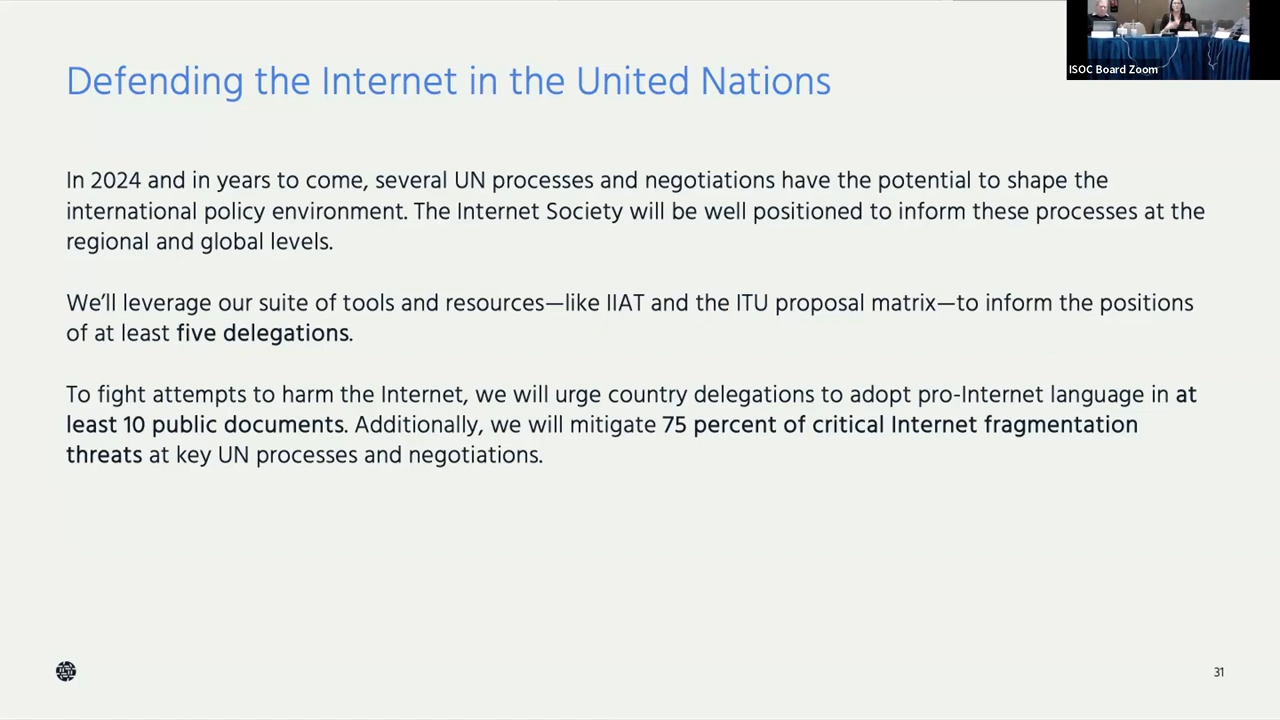 ISOC Board Zoom
Defending the Internet in the United Nations
In 2024 and in years to come, several UN processes and negotiations have the potential to shape the
international policy environment. The Internet Society will be well positioned to inform these processes at the
regional and global levels.
We’ll leverage our suite of tools and resources—like IIAT and the ITU proposal matrix—to inform the positions
of at least five delegations.
To fight attempts to harm the Internet, we will urge country delegations to adopt pro-Internet language in at
least 10 public documents. Additionally, we will mitigate 75 percent of critical Internet fragmentation
threats at key UN processes and negotiations.
31